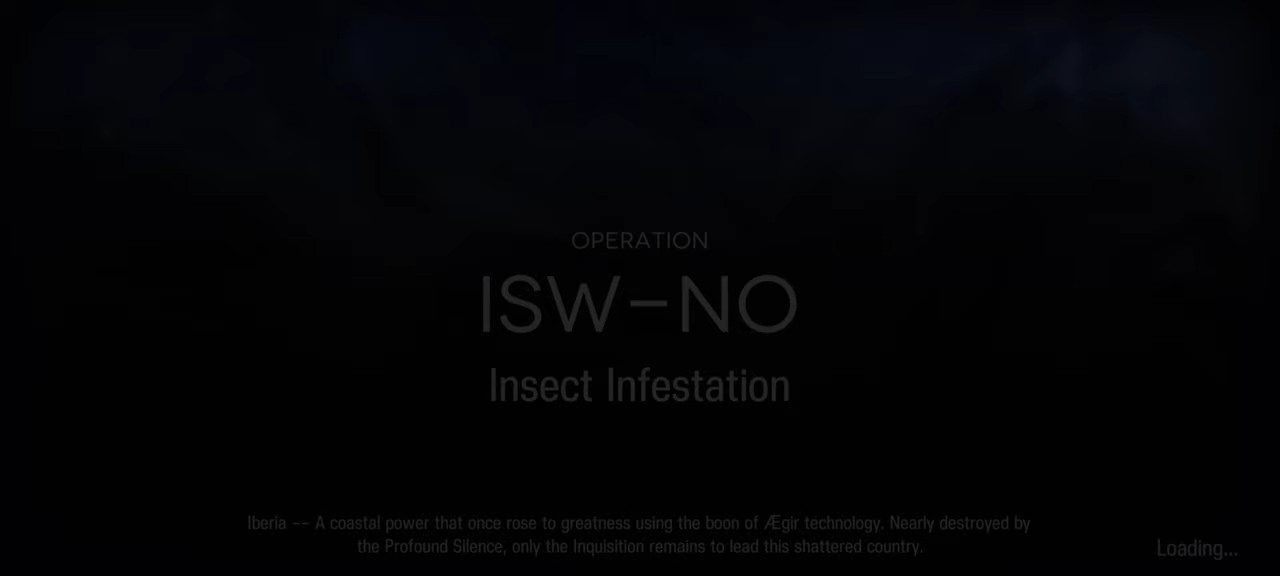 OPERATION
ISW-NO
Insect Infestation
Iberia -- A coastal power that once rose to greatness using the boon of Ægir technology. Nearly destroyed by
the Profound Silence, only the Inquisition remains to lead this shattered country.
Loading...